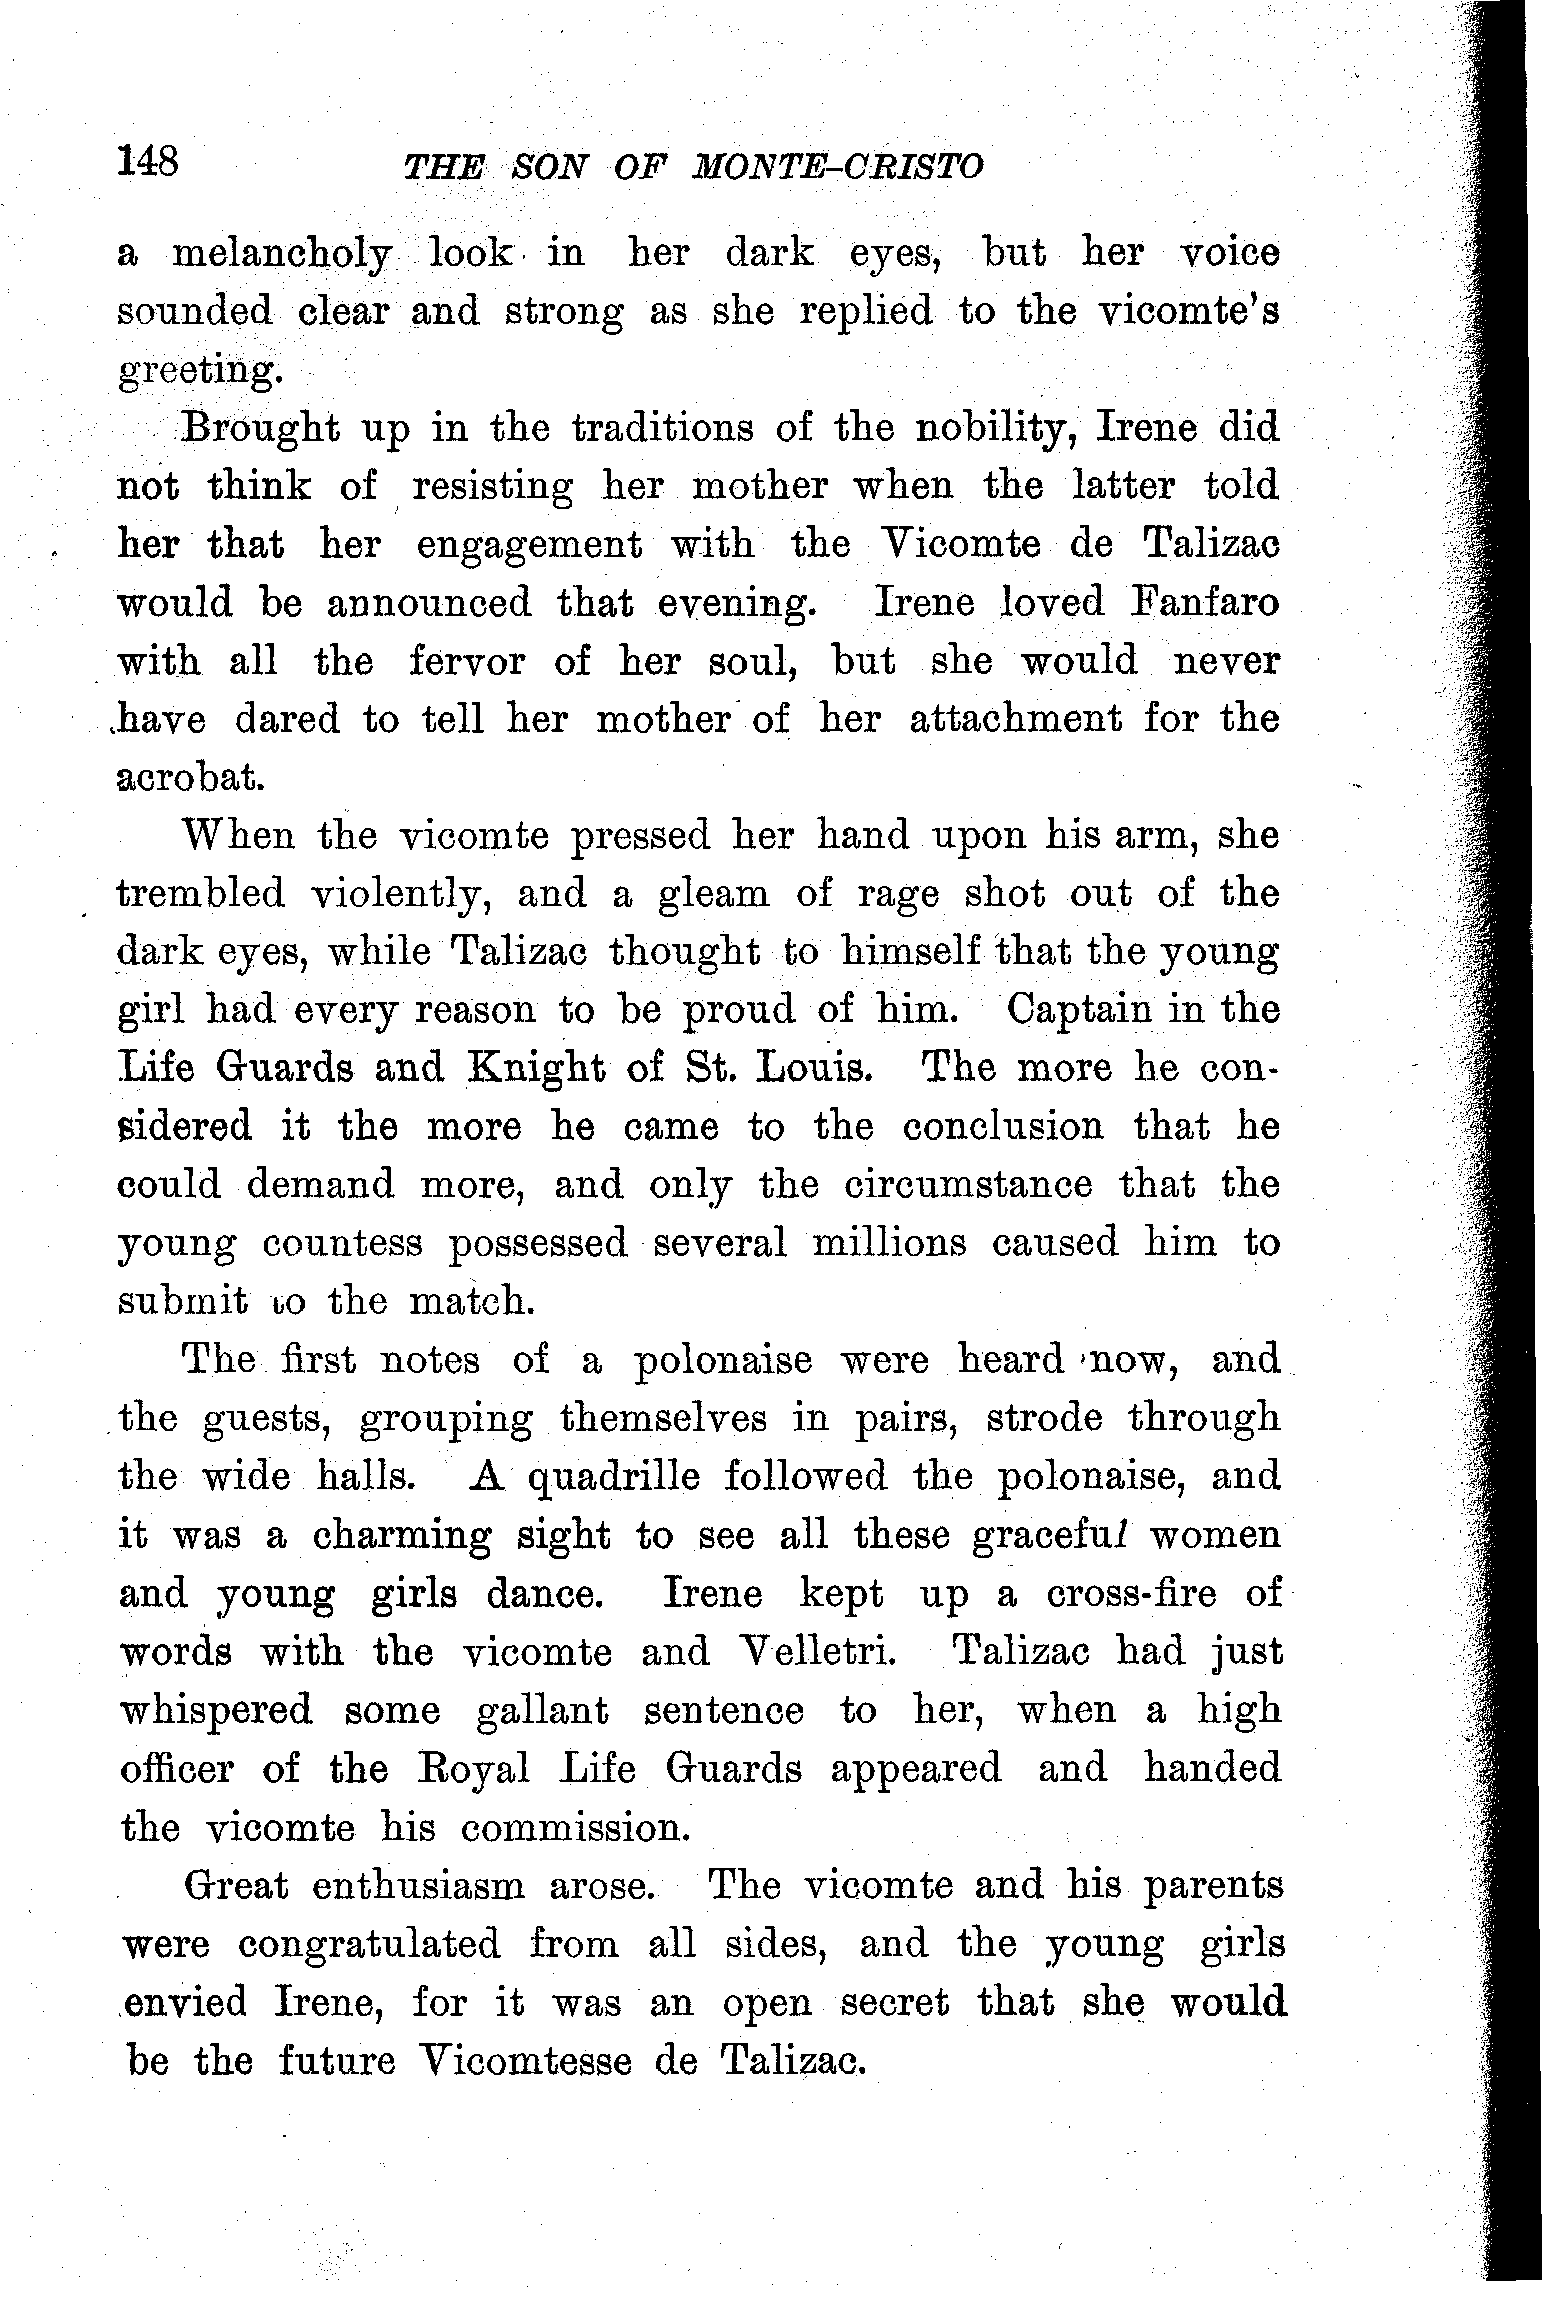 148 THE SON OF MONTE-CRISTO
a melancholy look in her dark eyes, but her voice
sounded clear and strong as she replied to the vicomte's
greeting.
Brought up in the traditions of the nobility, Irene did
not think of resisting her mother when the latter told
her that her engagement with the Vicomte de Talizac
would be announced that evening. Irene loved Fanfaro
with all the fervor of her soul, but she would never
have dared to tell her mother of her attachment for the
acrobat.
When the vicomte pressed her hand upon his arm, she
trembled violently, and a gleam of rage shot out of the
dark eyes, while Talizac thought to himself that the young
girl had every reason to be proud of him. Captain in the
Life Guards and Knight of St. Louis. The more he con-
sidered it the more he came to the conclusion that he
could demand more, and only the circumstance that the
young countess possessed several millions caused him to
submit to the match.
The first notes of a polonaise were heard now, and
the guests, grouping themselves in pairs, strode through
the wide halls. A quadrille followed the polonaise, and
it was a charming sight to see all these graceful women
and young girls dance. Irene kept up a cross-fire of
words with the vicomte and Velletri. Talizac had just
whispered some gallant sentence to her, when a high
officer of the Royal Life Guards appeared and handed
the vicomte his commission.
Great enthusiasm arose. The vicomte and his parents
were congratulated from all sides, and the young girls
envied Irene, for it was an open secret that she would
be the future Vicomtesse de Talizac.